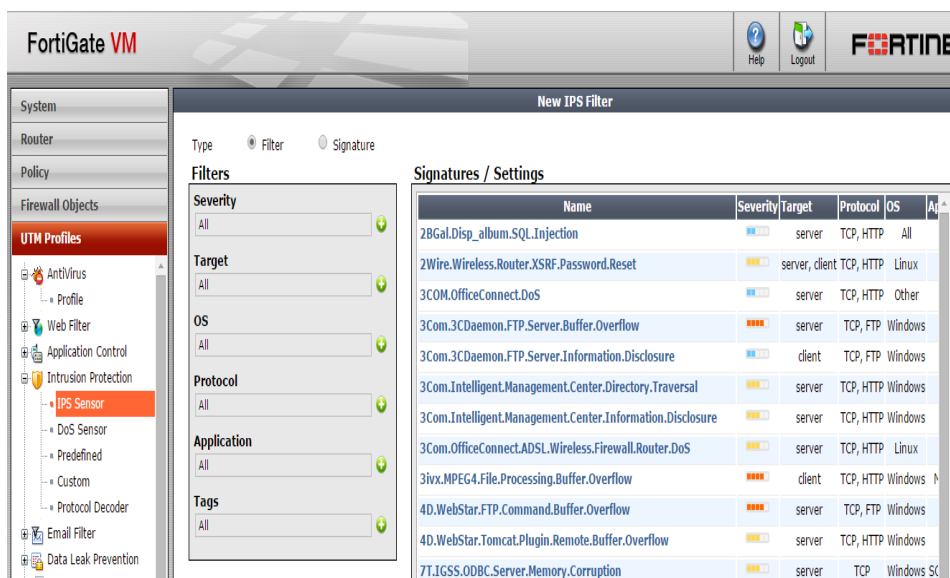 FortiGate VM
Help
Logout
FORTINE
System
Router
Policy
Firewall Objects
UTM Profiles
AntiVirus
Profile
Web Filter
Application Control
Intrusion Protection
IPS Sensor
DoS Sensor
Predefined
Custom
Protocol Decoder
Email Filter
Data Leak Prevention
New IPS Filter
Type Filter Signature
Filters
Severity
All
Target
All
OS
All
Protocol
All
Application
All
Tags
All
Signatures / Settings
Name Severity Target Protocol OS Ap
2BGal.Disp_album.SQL.Injection server TCP, HTTP All
2Wire.Wireless.Router.XSRF.Password.Reset server, client TCP, HTTP Linux
3COM.OfficeConnect.DoS server TCP, HTTP Other
3Com.3CDaemon.FTP.Server.Buffer.Overflow server TCP, FTP Windows
3Com.3CDaemon.FTP.Server.Information.Disclosure client TCP, FTP Windows
3Com.Intelligent.Management.Center.Directory.Traversal server TCP, HTTP Windows
3Com.Intelligent.Management.Center.Information.Disclosure server TCP, HTTP Windows
3Com.OfficeConnect.ADSL.Wireless.Firewall.Router.DoS server TCP, HTTP Linux
3ivx.MPEG4.File.Processing.Buffer.Overflow client TCP, HTTP Windows
4D.WebStar.FTP.Command.Buffer.Overflow server TCP, FTP Windows
4D.WebStar.Tomcat.Plugin.Remote.Buffer.Overflow server TCP, HTTP Windows
7T.IGSS.ODBC.Server.Memory.Corruption server TCP Windows